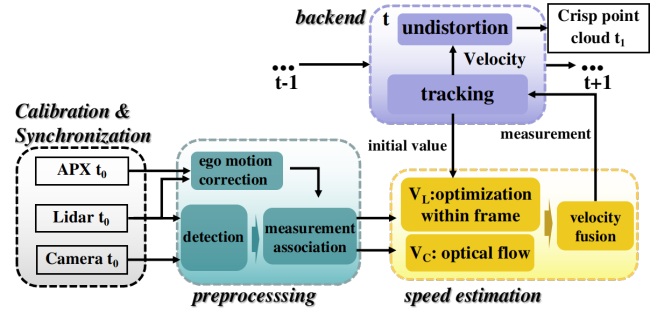 backend
t
undistortion
Crisp point
cloud t1
Velocity
...
t-1
...
t+1
tracking
Calibration &
Synchronization
initial value
measurement
APX t0
ego motion
correction
Lidar t0
detection
measurement
association
Camera t0
VL:optimization
within frame
velocity
fusion
VC: optical flow
preprocesssing
speed estimation